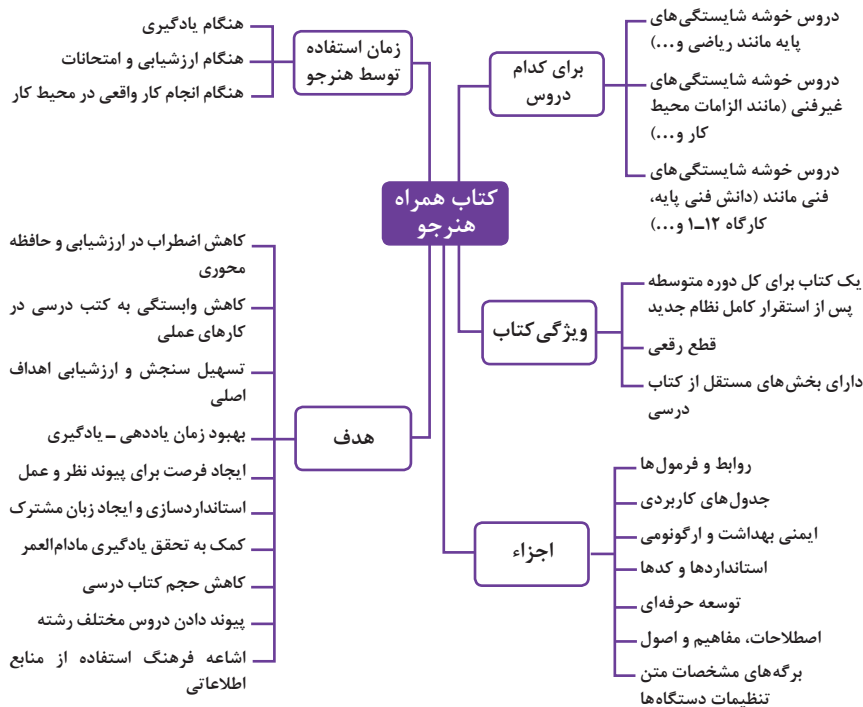 کتاب همراه
هنرجو
برای کدام
دروس
دروس خوشه شایستگی‌های
پایه مانند ریاضی و...)
دروس خوشه شایستگی‌های
غیرفنی (مانند الزامات محیط
کار و...)
دروس خوشه شایستگی‌های
فنی مانند (دانش فنی پایه،
کارگاه ۱۲–۱ و...)
ویژگی کتاب
یک کتاب برای کل دوره متوسطه
پس از استقرار کامل نظام جدید
قطع رقعی
دارای بخش‌های مستقل از کتاب
درسی
اجزاء
روابط و فرمول‌ها
جدول‌های کاربردی
ایمنی بهداشت و ارگونومی
استانداردها و کدها
توسعه حرفه‌ای
اصطلاحات، مفاهیم و اصول
برگه‌های مشخصات متن
تنظیمات دستگاه‌ها
زمان استفاده
توسط هنرجو
هنگام یادگیری
هنگام ارزشیابی و امتحانات
هنگام انجام کار واقعی در محیط کار
هدف
کاهش اضطراب در ارزشیابی و حافظه
محوری
کاهش وابستگی به کتب درسی در
کارهای عملی
تسهیل سنجش و ارزشیابی اهداف
اصلی
بهبود زمان یاددهی – یادگیری
ایجاد فرصت برای پیوند نظر و عمل
استانداردسازی و ایجاد زبان مشترک
کمک به تحقق یادگیری مادام‌العمر
کاهش حجم کتاب درسی
پیوند دادن دروس مختلف رشته
اشاعه فرهنگ استفاده از منابع
اطلاعاتی